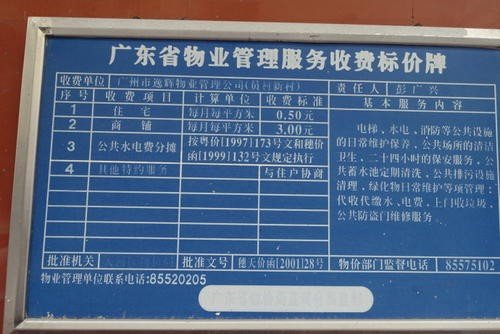 广东省物业管理服务收费标价牌
收费单位 广州市逸辉物业管理公司(员村新村) 责任人 彭广兴
序号 收费项目 计算单位 收费标准 基本服务内容
1 住宅 每月每平方米 0.50元
2 商铺 每月每平方米 3.00元
3 公共水电费分摊 按粤价[1997]173号文和穗价函[1999]132号文规定执行
4 其他特约服务 与住户协商
电梯、水电、消防等公共设
的日常维护保养，公共场所的清洁
卫生，二十四小时的保安服务，公
共蓄水池定期清洗，公共排污设施
清理，绿化物日常维护等项管理：
代收代缴水、电费，上门收垃圾，
公共防盗门维修服务。
批准机关 批准文号 穗天价函[2001]28号 物价部门监督电话 85575102
物业管理单位联系电话:85520205